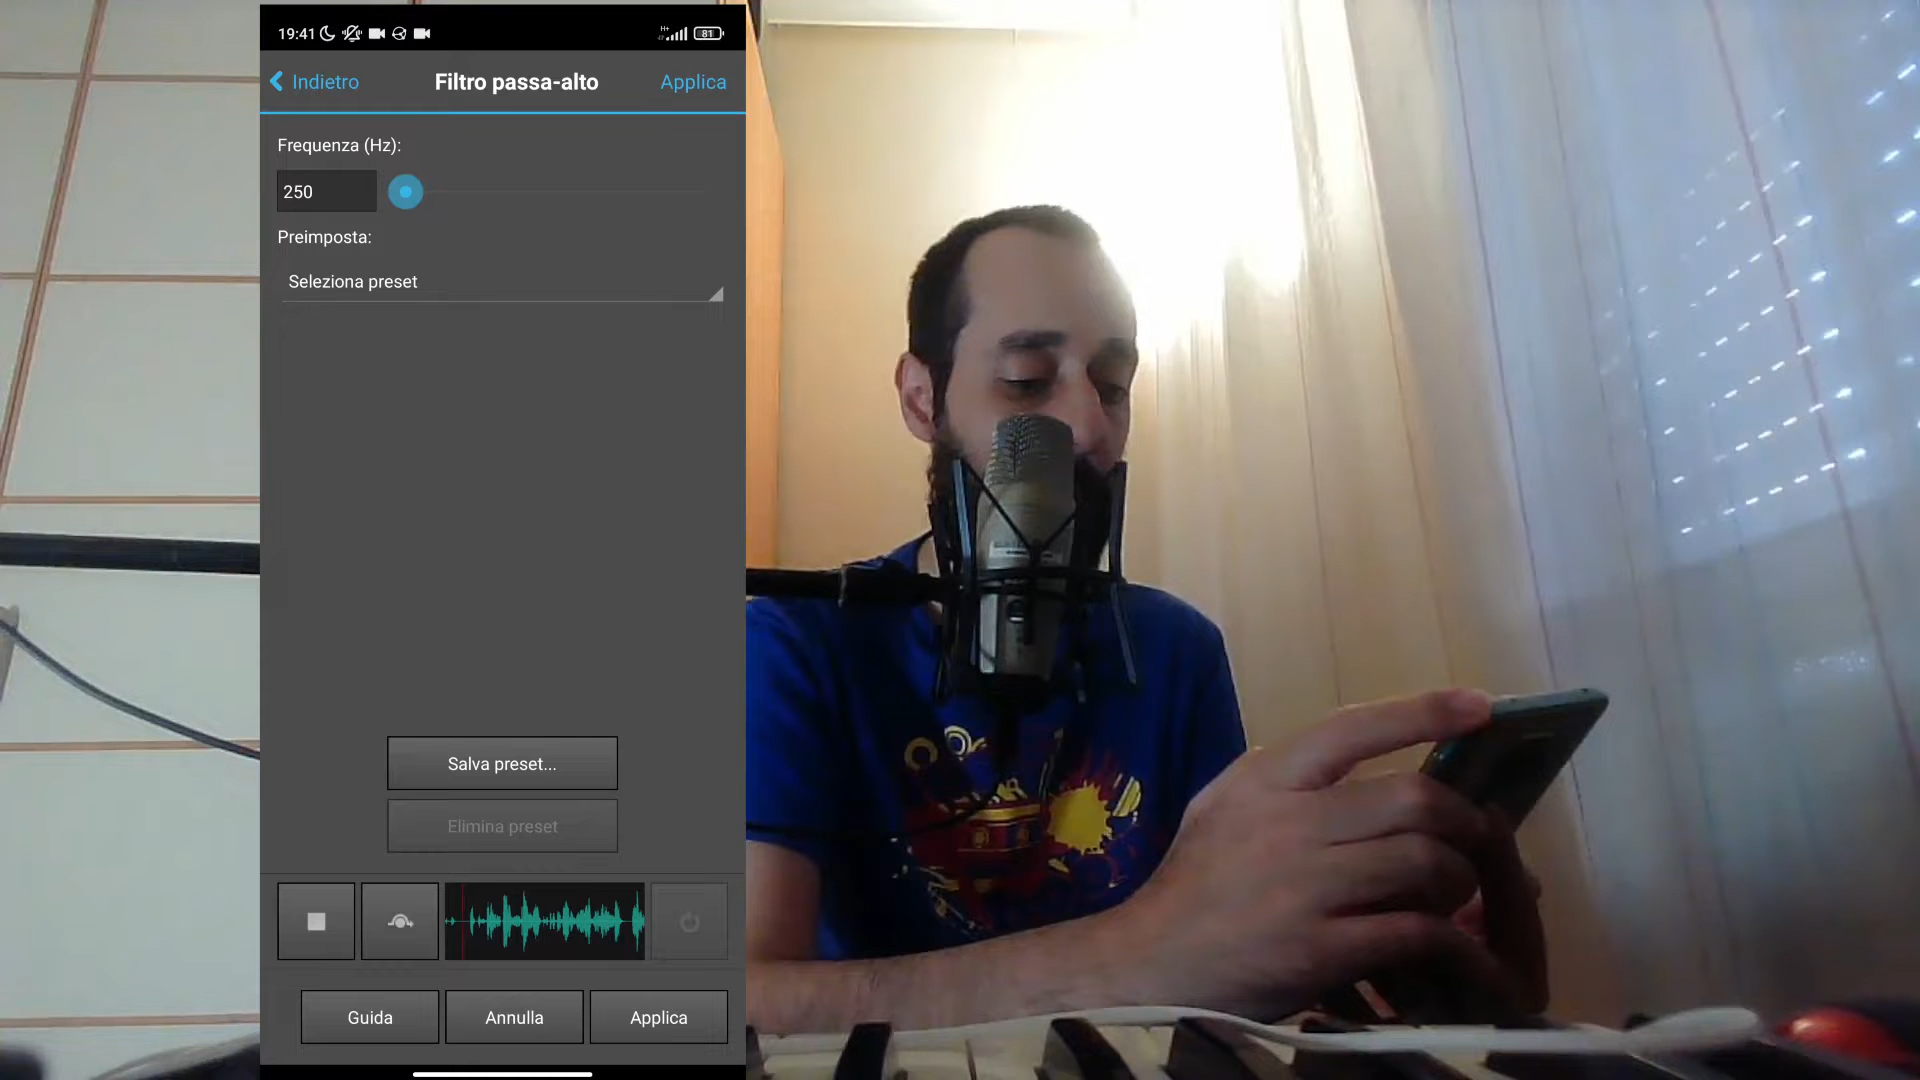 19:41
H+
81
Indietro
Filtro passa-alto
Applica
Frequenza (Hz):
250
Preimposta:
Seleziona preset
Salva preset...
Elimina preset
Guida
Annulla
Applica